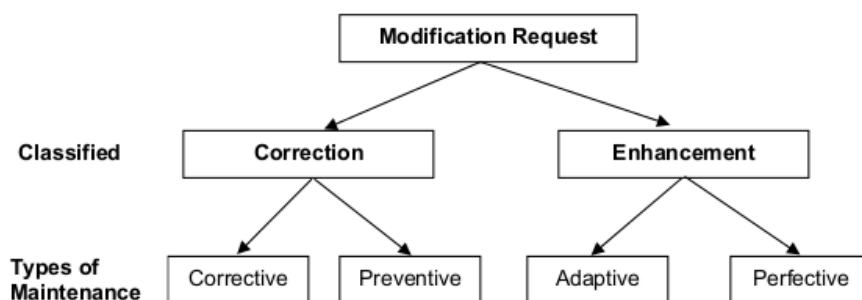 Modification Request
Classified
Correction
Enhancement
Types of
Maintenance
Corrective
Preventive
Adaptive
Perfective